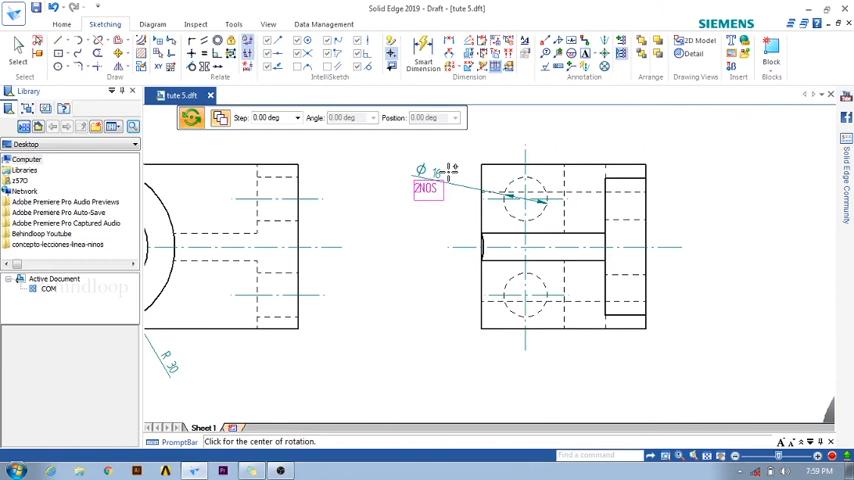 Solid Edge 2019 - Draft - [tute 5.dft]
Home
Sketching
Diagram
Inspect
Tools
View
Data Management
SIEMENS
Select
Smart Dimension
2D Model
Detail
Block
Select
Draw
Relate
IntelliSketch
Dimension
Annotation
Arrange
Drawing Views
Insert
Blocks
Library
tute 5.dft
Step: 0.00 deg
Angle: 0.00 deg
Position: 0.00 deg
Desktop
Computer
Libraries
z570
Network
Adobe Premiere Pro Audio Previews
Adobe Premiere Pro Auto-Save
Adobe Premiere Pro Captured Audio
Behindloop Youtube
concepto-lecciones-linea-ninos
Active Document
COM
mindloop
Ø 16
2NOS
R 30
Solid Edge Community
Sheet1
PromptBar
Click for the center of rotation.
Find a command
7:59 PM